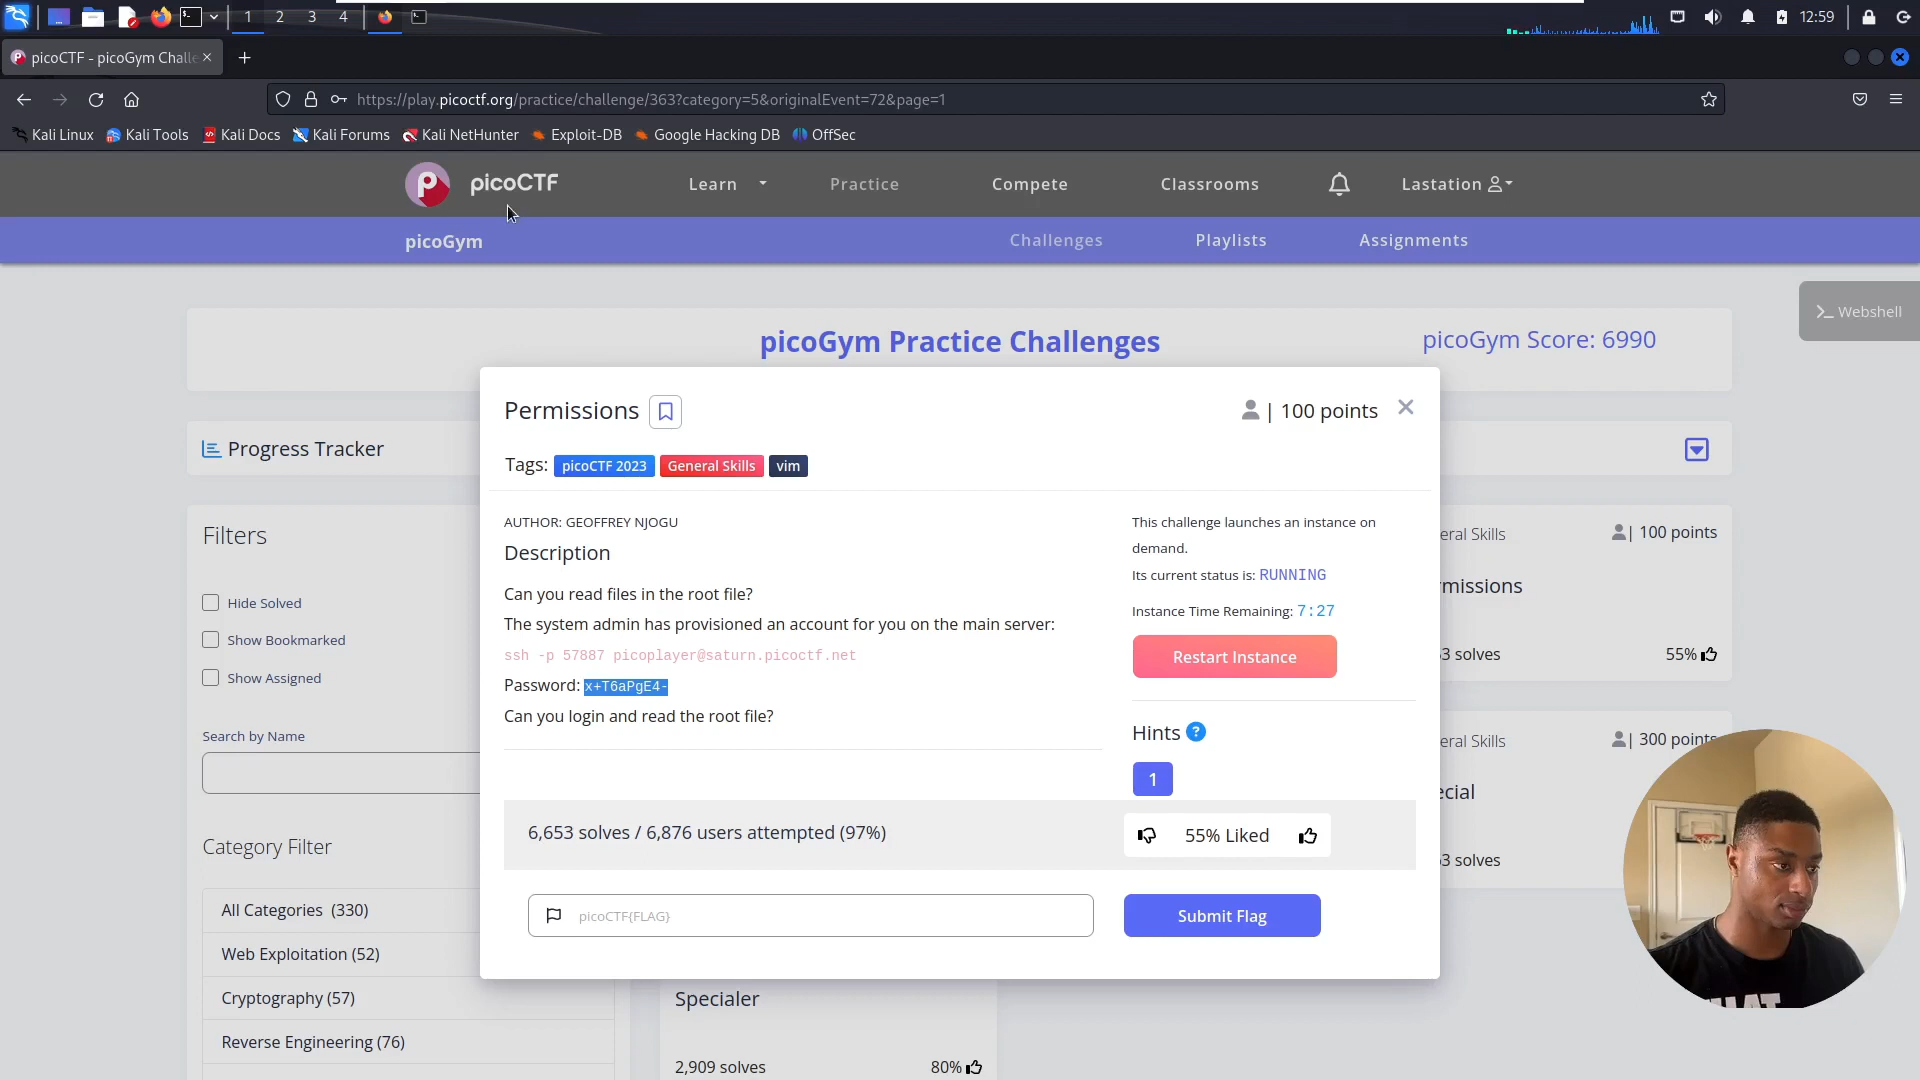 1 2 3 4 12:59
picoCTF - picoGym Challe
https://play.picoctf.org/practice/challenge/363?category=5&originalEvent=72&page=1
Kali Linux Kali Tools Kali Docs Kali Forums Kali NetHunter Exploit-DB Google Hacking DB OffSec
picoCTF Learn Practice Compete Classrooms Lastation
picoGym Challenges Playlists Assignments
>_ Webshell
picoGym Practice Challenges picoGym Score: 6990
Progress Tracker
Permissions | 100 points
Tags: picoCTF 2023 General Skills vim
AUTHOR: GEOFFREY NJOGU
Description
Can you read files in the root file?
The system admin has provisioned an account for you on the main server:
ssh -p 57887 picoplayer@saturn.picoctf.net
Password: x+T6aPgE4-
Can you login and read the root file?
This challenge launches an instance on
demand.
Its current status is: RUNNING
Instance Time Remaining: 7:27
Restart Instance
Hints ?
1
6,653 solves / 6,876 users attempted (97%)
55% Liked
picoCTF{FLAG}
Submit Flag
Filters
Hide Solved
Show Bookmarked
Show Assigned
Search by Name
Category Filter
All Categories (330)
Web Exploitation (52)
Cryptography (57)
Reverse Engineering (76)
eral Skills | 100 points
rmissions
53 solves 55%
eral Skills | 300 points
ecial
53 solves
Specialer
2,909 solves 80%